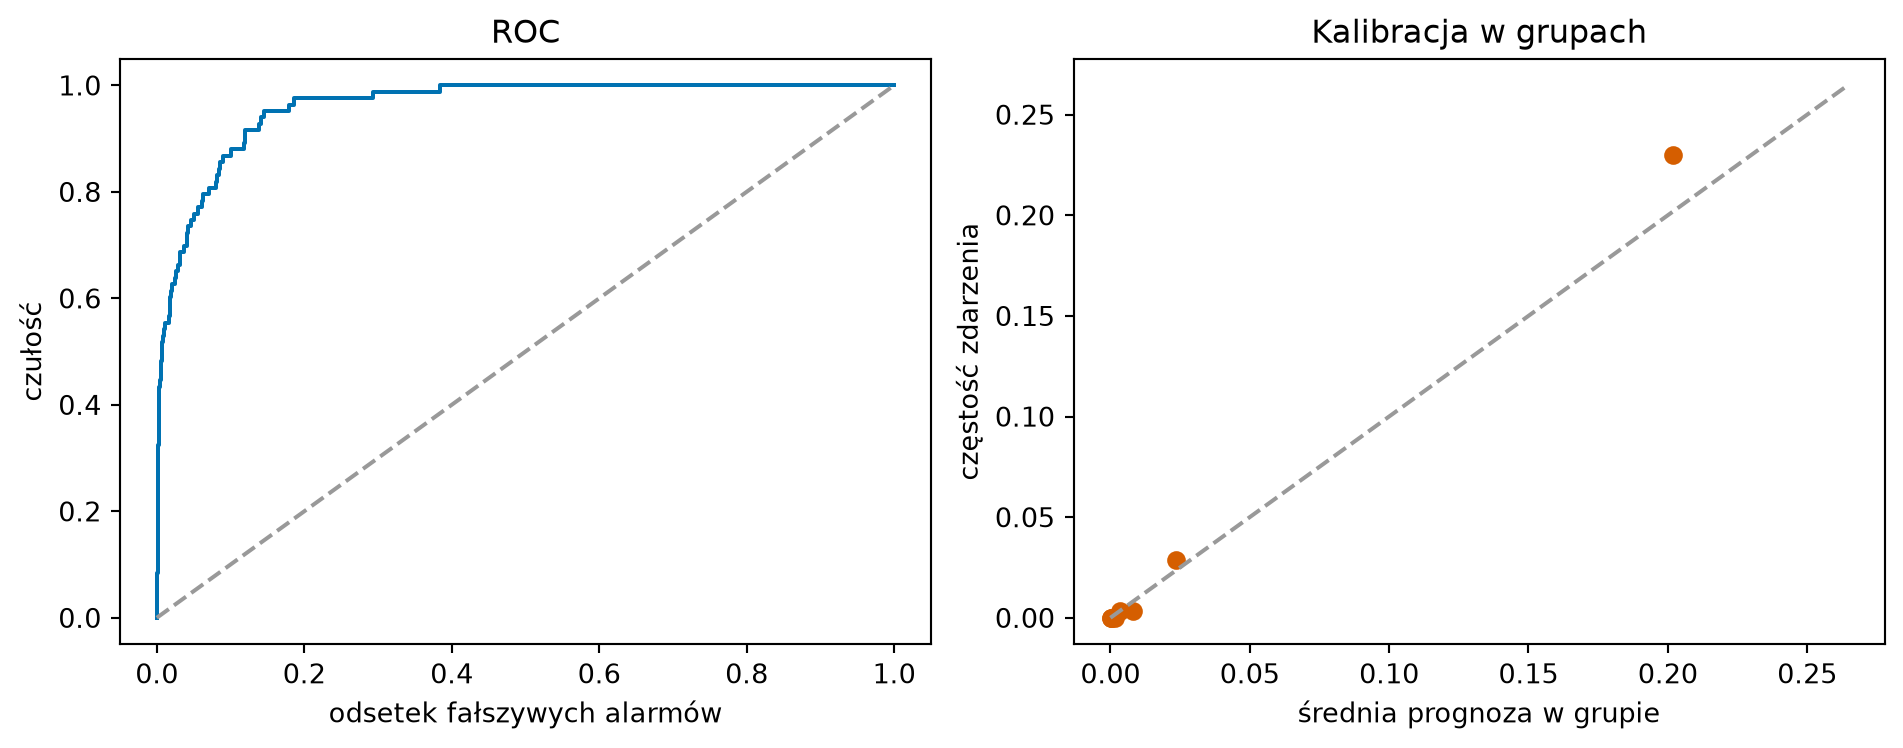 ROC
1.0
0.8
0.6
0.4
0.2
0.0
czułość
0.0 0.2 0.4 0.6 0.8 1.0
odsetek fałszywych alarmów
Kalibracja w grupach
0.25
0.20
0.15
0.10
0.05
0.00
częstość zdarzenia
0.00 0.05 0.10 0.15 0.20 0.25
średnia prognoza w grupie